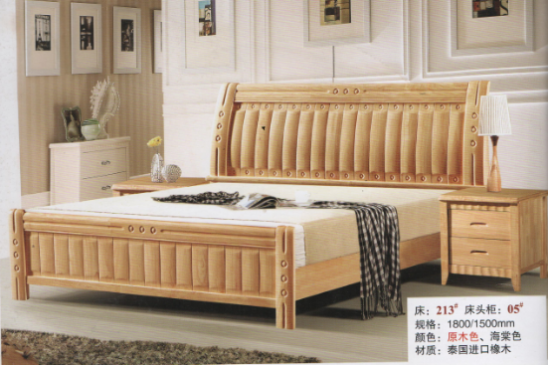 床：213# 床头柜：05#
规格：1800/1500mm
颜色：原木色、海棠色
材质：泰国进口橡木